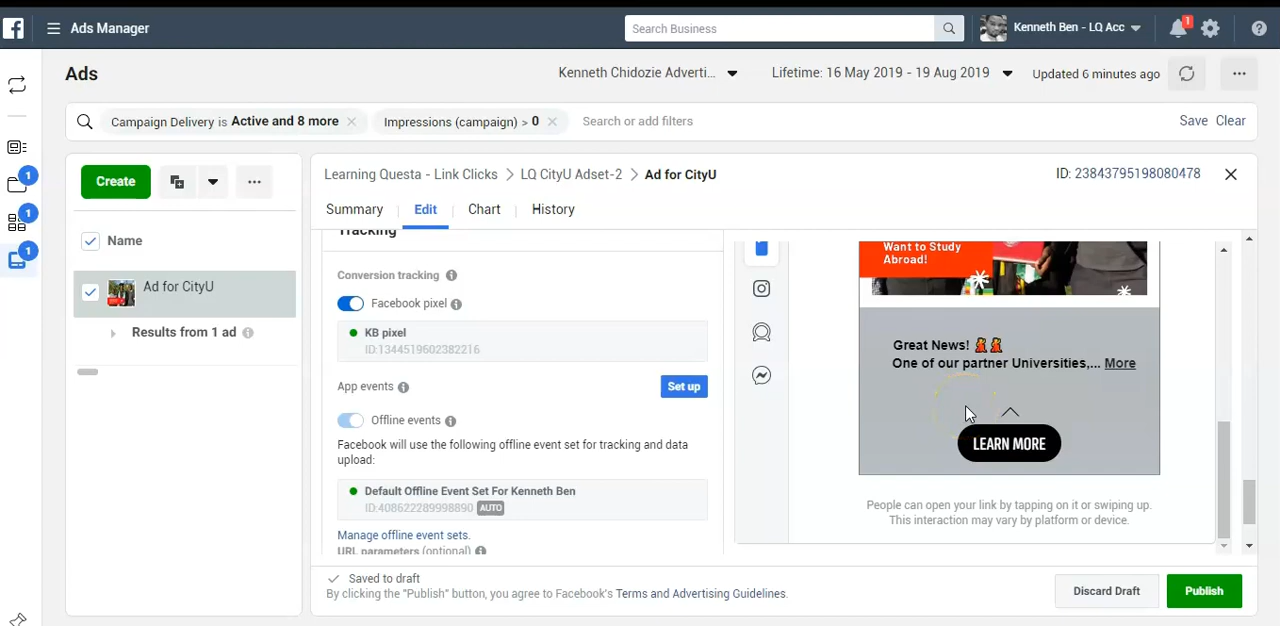 Ads Manager
Search Business
Kenneth Ben - LQ Acc
1
Ads
Kenneth Chidozie Adverti...
Lifetime: 16 May 2019 - 19 Aug 2019
Updated 6 minutes ago
Campaign Delivery is Active and 8 more
Impressions (campaign) > 0
Search or add filters
Save
Clear
1
1
1
Create
Name
Ad for CityU
Results from 1 ad
Learning Questa - Link Clicks
LQ CityU Adset-2
Ad for CityU
ID: 23843795198080478
Summary
Edit
Chart
History
Tracking
Conversion tracking
Facebook pixel
KB pixel
ID:1344519602382216
App events
Set up
Offline events
Facebook will use the following offline event set for tracking and data
upload:
Default Offline Event Set For Kenneth Ben
ID:408622289998890 AUTO
Manage offline event sets.
URL parameters (optional)
Want to Study
Abroad!
Great News!
One of our partner Universities,... More
LEARN MORE
People can open your link by tapping on it or swiping up.
This interaction may vary by platform or device.
Saved to draft
By clicking the "Publish" button, you agree to Facebook's Terms and Advertising Guidelines.
Discard Draft
Publish